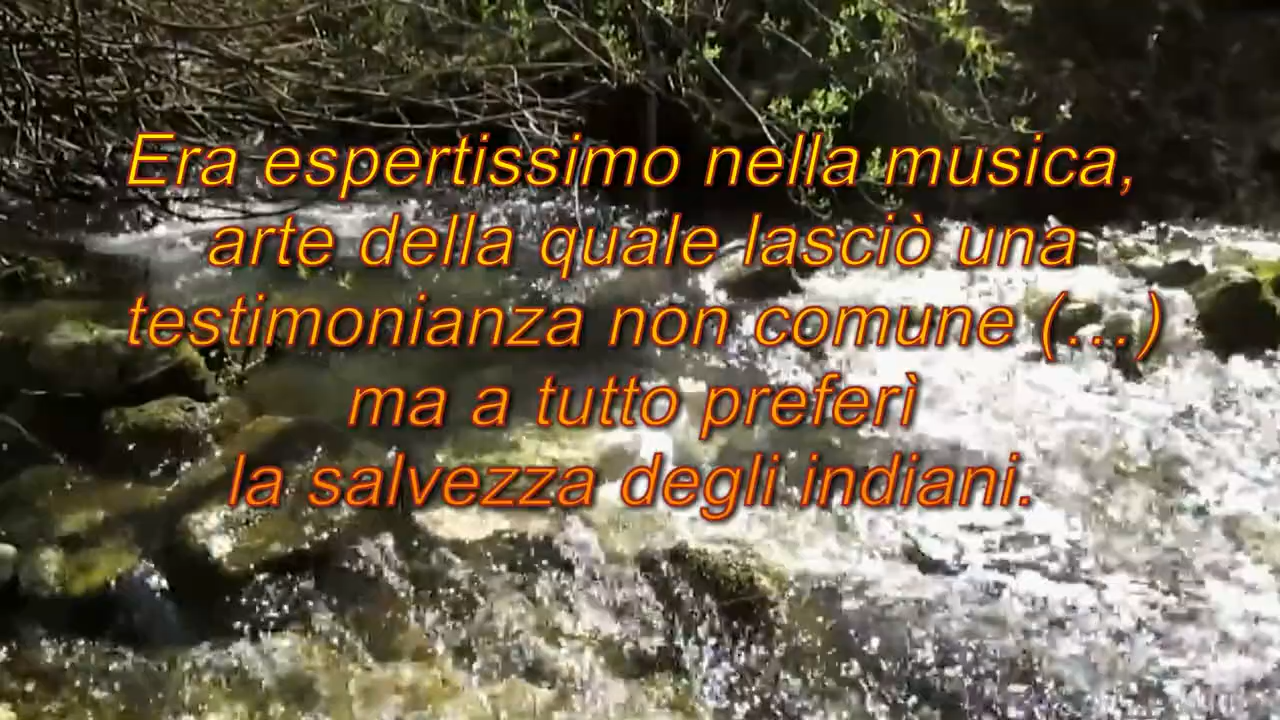 Era espertissimo nella musica,
arte della quale lasciò una
testimonianza non comune (...)
ma a tutto preferì
la salvezza degli indiani.